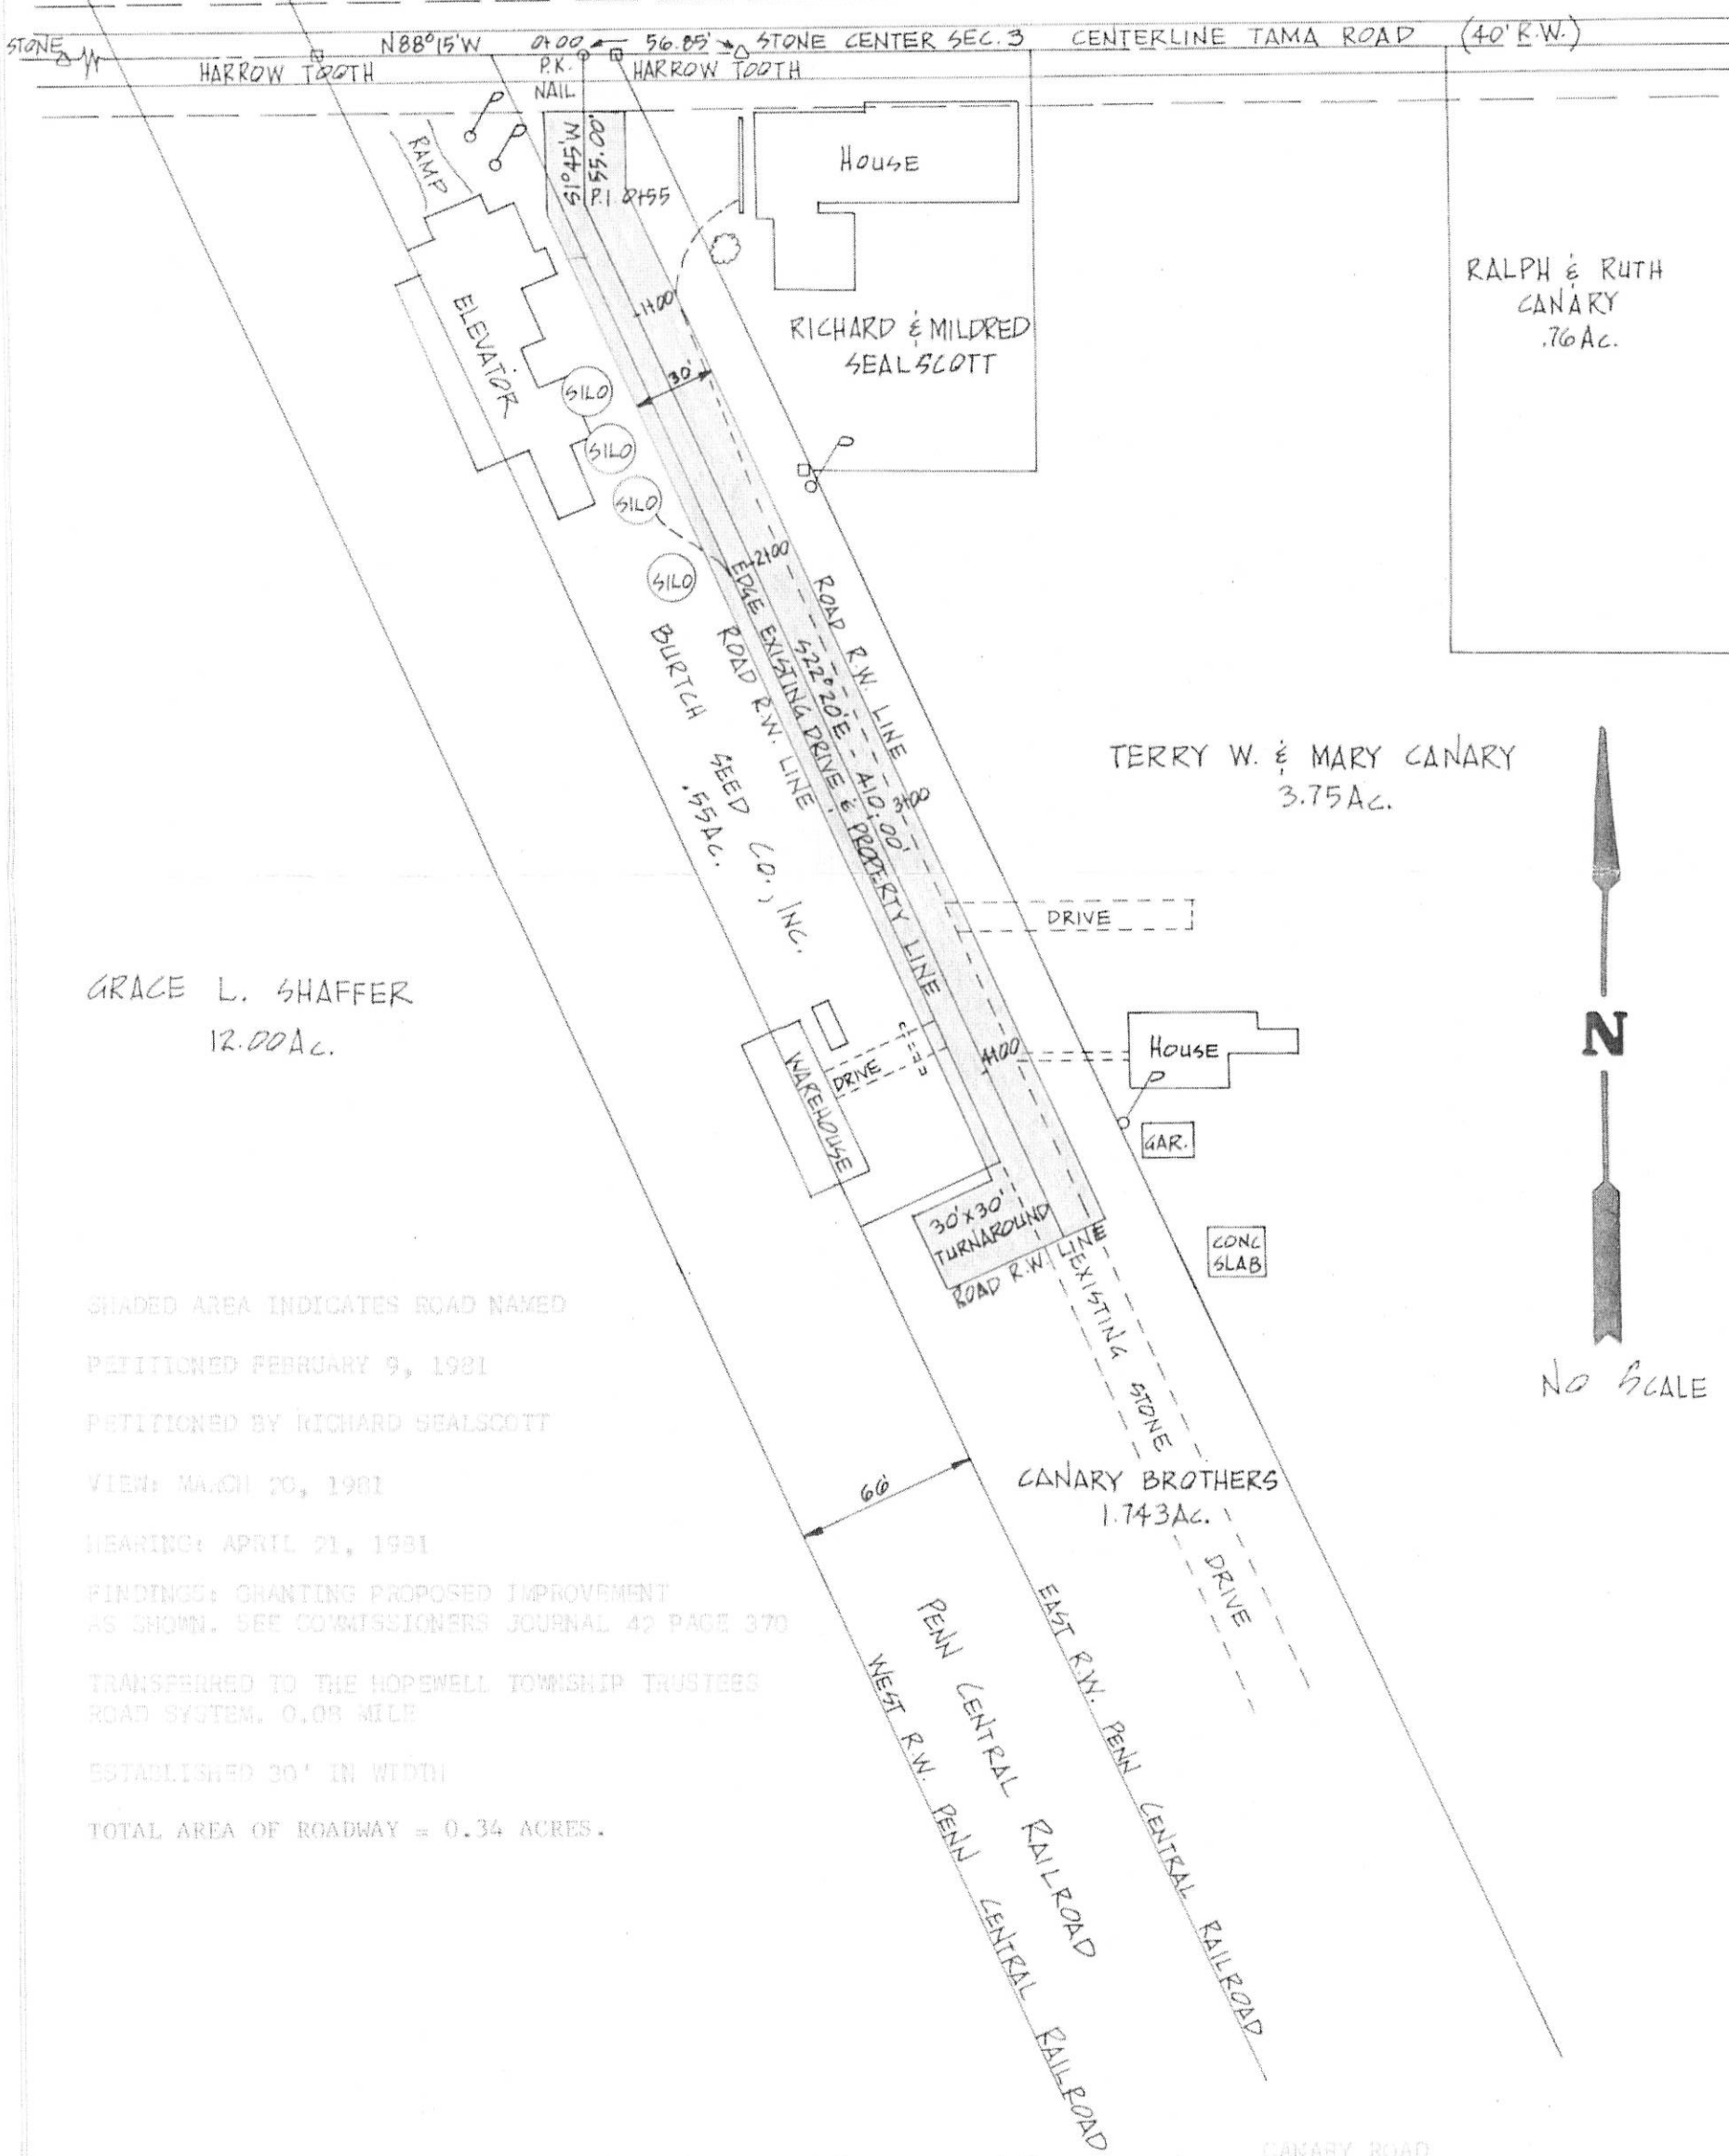 STONE
N88°15'W
0+00
56.85'
STONE CENTER SEC. 3
CENTERLINE TAMA ROAD
(40' R.W.)
HARROW TOOTH
P.K.
NAIL
HARROW TOOTH
RAMP
S1°45'W
55.00'
P.I. 0+55
HOUSE
ELEVATOR
1+00
30'
RICHARD & MILDRED
SEALSCOTT
RALPH & RUTH
CANARY
.76 Ac.
SILO
SILO
SILO
SILO
2+00
EDGE EXISTING DRIVE & PROPERTY LINE
S22°20'E - 410.00'
ROAD R.W. LINE
ROAD R.W. LINE
BURTCH SEED CO., INC.
.55Ac.
3+00
TERRY W. & MARY CANARY
3.75Ac.
DRIVE
GRACE L. SHAFFER
12.00Ac.
WAREHOUSE
DRIVE
4+00
HOUSE
GAR.
N
30'x30'
TURNAROUND
ROAD R.W. LINE
CONC
SLAB
EXISTING STONE DRIVE
NO SCALE
SHADED AREA INDICATES ROAD NAMED
PETITIONED FEBRUARY 9, 1981
PETITIONED BY RICHARD SEALSCOTT
VIEW: MARCH 20, 1981
HEARING: APRIL 21, 1981
FINDINGS: GRANTING PROPOSED IMPROVEMENT
AS SHOWN. SEE COMMISSIONERS JOURNAL 42 PAGE 370
TRANSFERRED TO THE HOPEWELL TOWNSHIP TRUSTEES
ROAD SYSTEM. 0.08 MILE
ESTABLISHED 30' IN WIDTH
TOTAL AREA OF ROADWAY = 0.34 ACRES.
66'
CANARY BROTHERS
1.743Ac.
PENN CENTRAL RAILROAD
EAST R.W. PENN CENTRAL RAILROAD
WEST R.W. PENN CENTRAL RAILROAD
CANARY ROAD